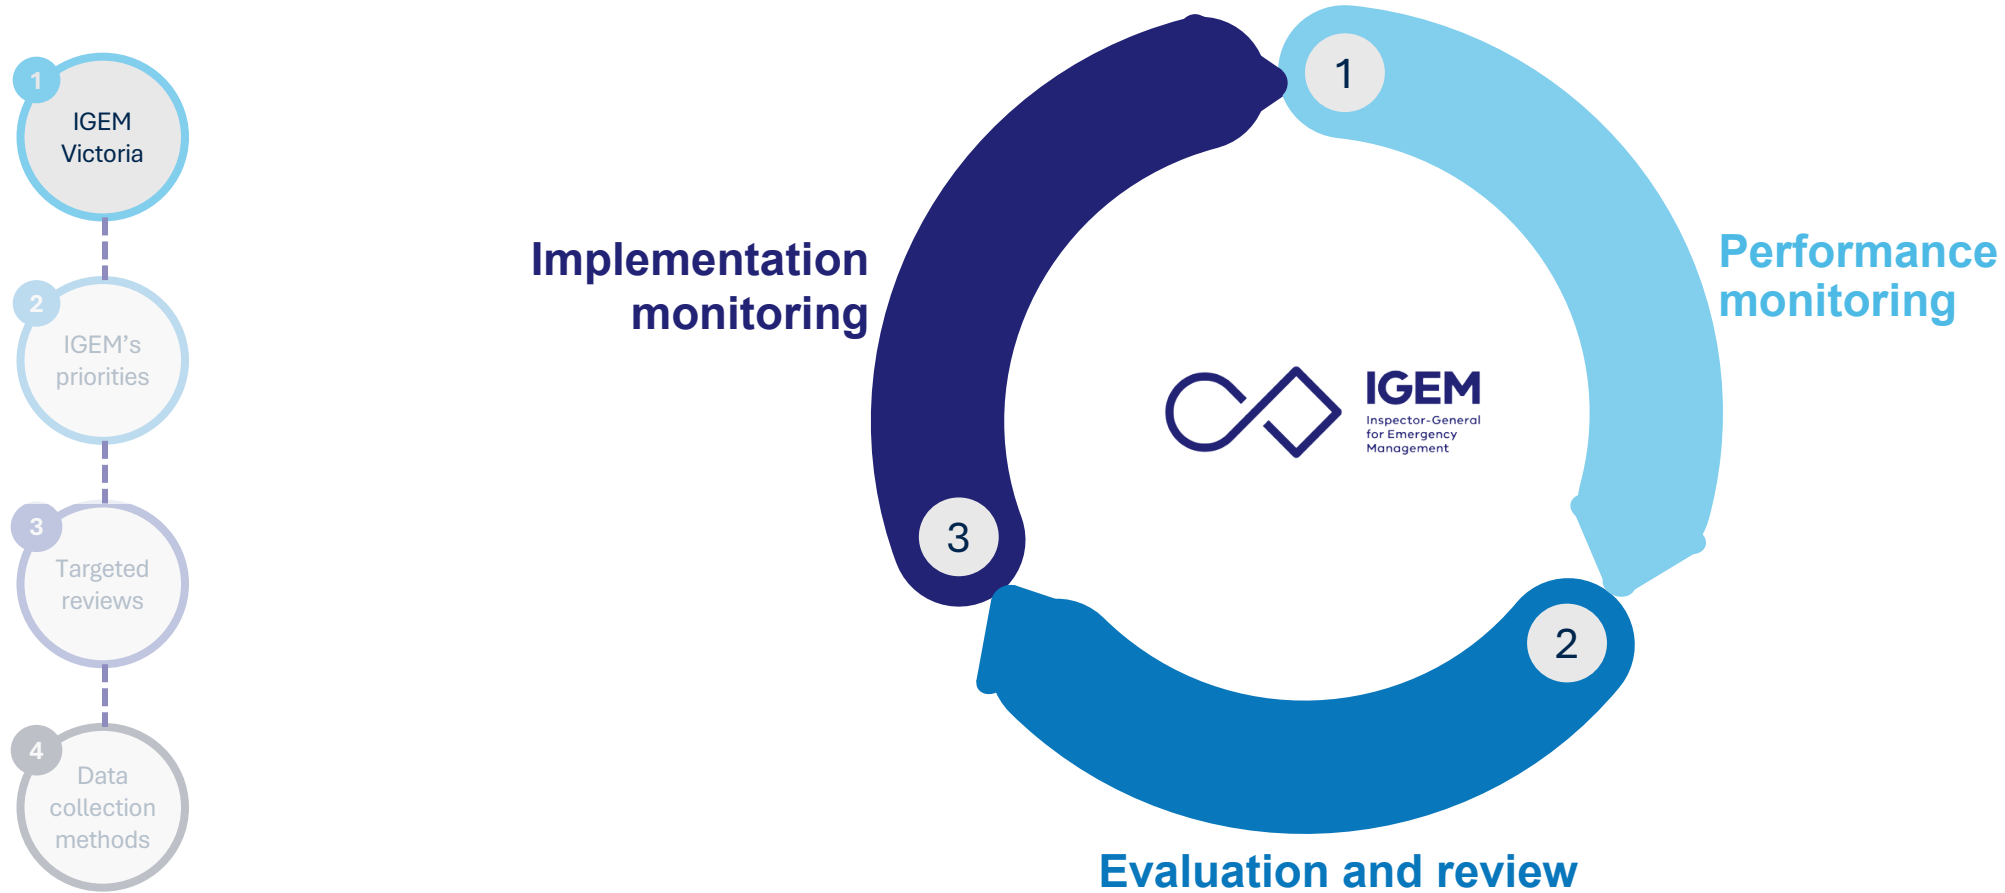 1
IGEM
Victoria
2
IGEM’s
priorities
3
Targeted
reviews
4
Data
collection
methods
1
Performance
monitoring
2
Evaluation and review
3
Implementation
monitoring
IGEM
Inspector-General
for Emergency
Management